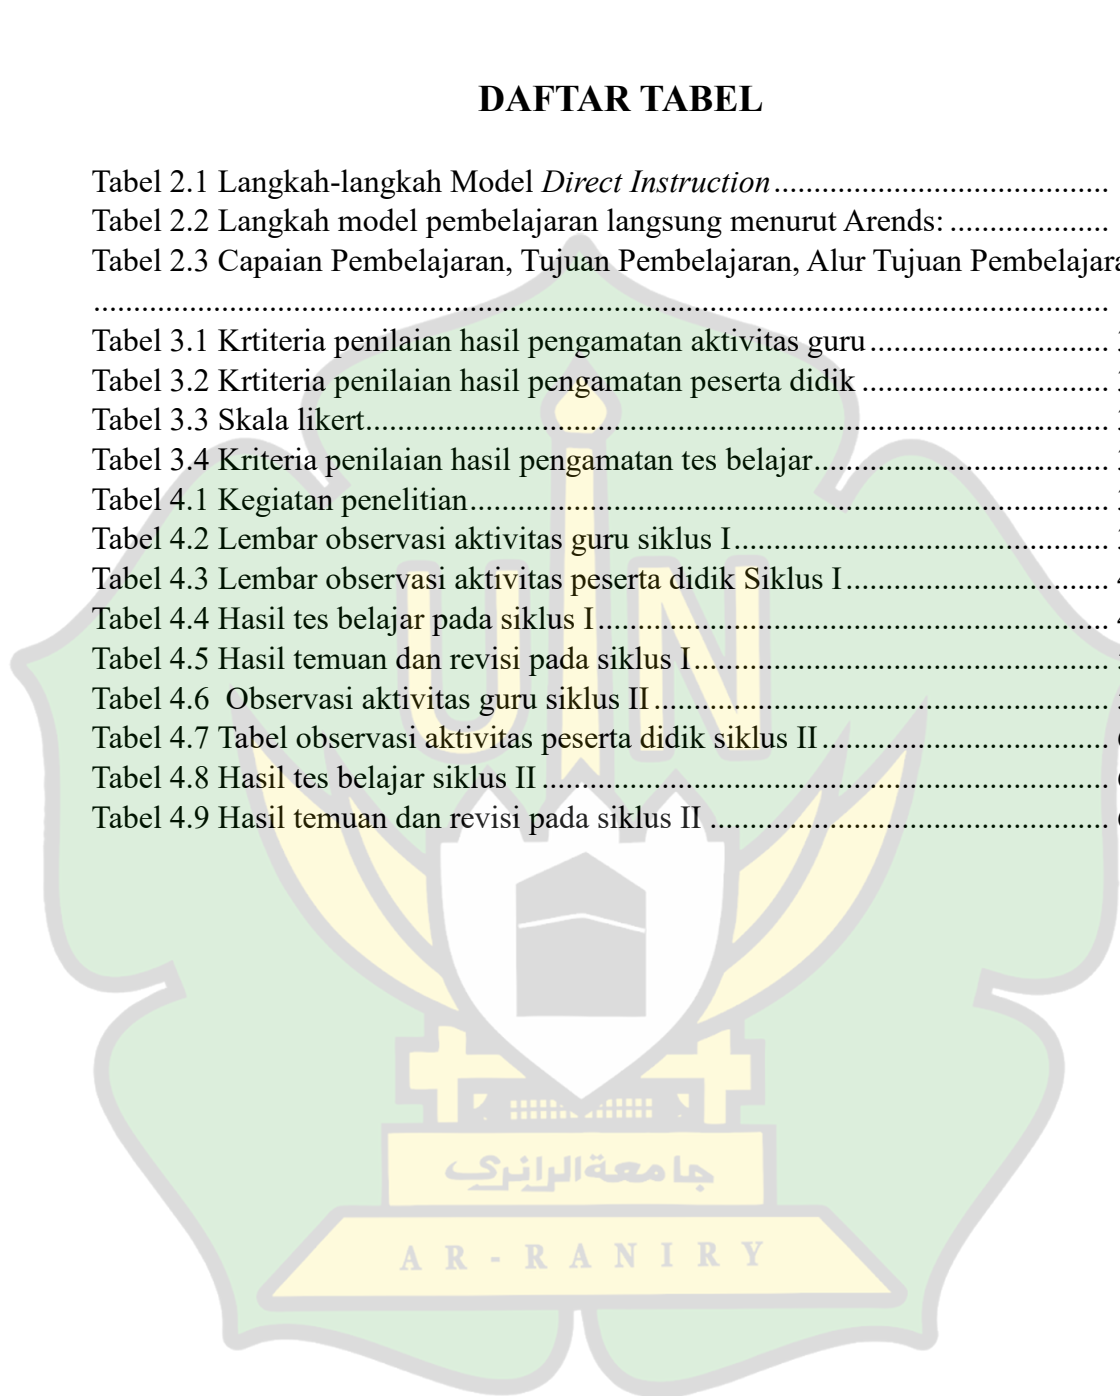 DAFTAR TABEL
Tabel 2.1 Langkah-langkah Model Direct Instruction..........................................
Tabel 2.2 Langkah model pembelajaran langsung menurut Arends: ....................
Tabel 2.3 Capaian Pembelajaran, Tujuan Pembelajaran, Alur Tujuan
...............................................................................................................................
Tabel 3.1 Krtiteria penilaian hasil pengamatan aktivitas guru..............................
Tabel 3.2 Krtiteria penilaian hasil pengamatan peserta didik ...............................
Tabel 3.3 Skala likert.............................................................................................
Tabel 3.4 Kriteria penilaian hasil pengamatan tes belajar.....................................
Tabel 4.1 Kegiatan penelitian................................................................................
Tabel 4.2 Lembar observasi aktivitas guru siklus I...............................................
Tabel 4.3 Lembar observasi aktivitas peserta didik Siklus I.................................
Tabel 4.4 Hasil tes belajar pada siklus I................................................................
Tabel 4.5 Hasil temuan dan revisi pada siklus I....................................................
Tabel 4.6  Observasi aktivitas guru siklus II.........................................................
Tabel 4.7 Tabel observasi aktivitas peserta didik siklus II....................................
Tabel 4.8 Hasil tes belajar siklus II.......................................................................
Tabel 4.9 Hasil temuan dan revisi pada siklus II ..................................................
UIN
جامعة الرانري
AR-RANIRY